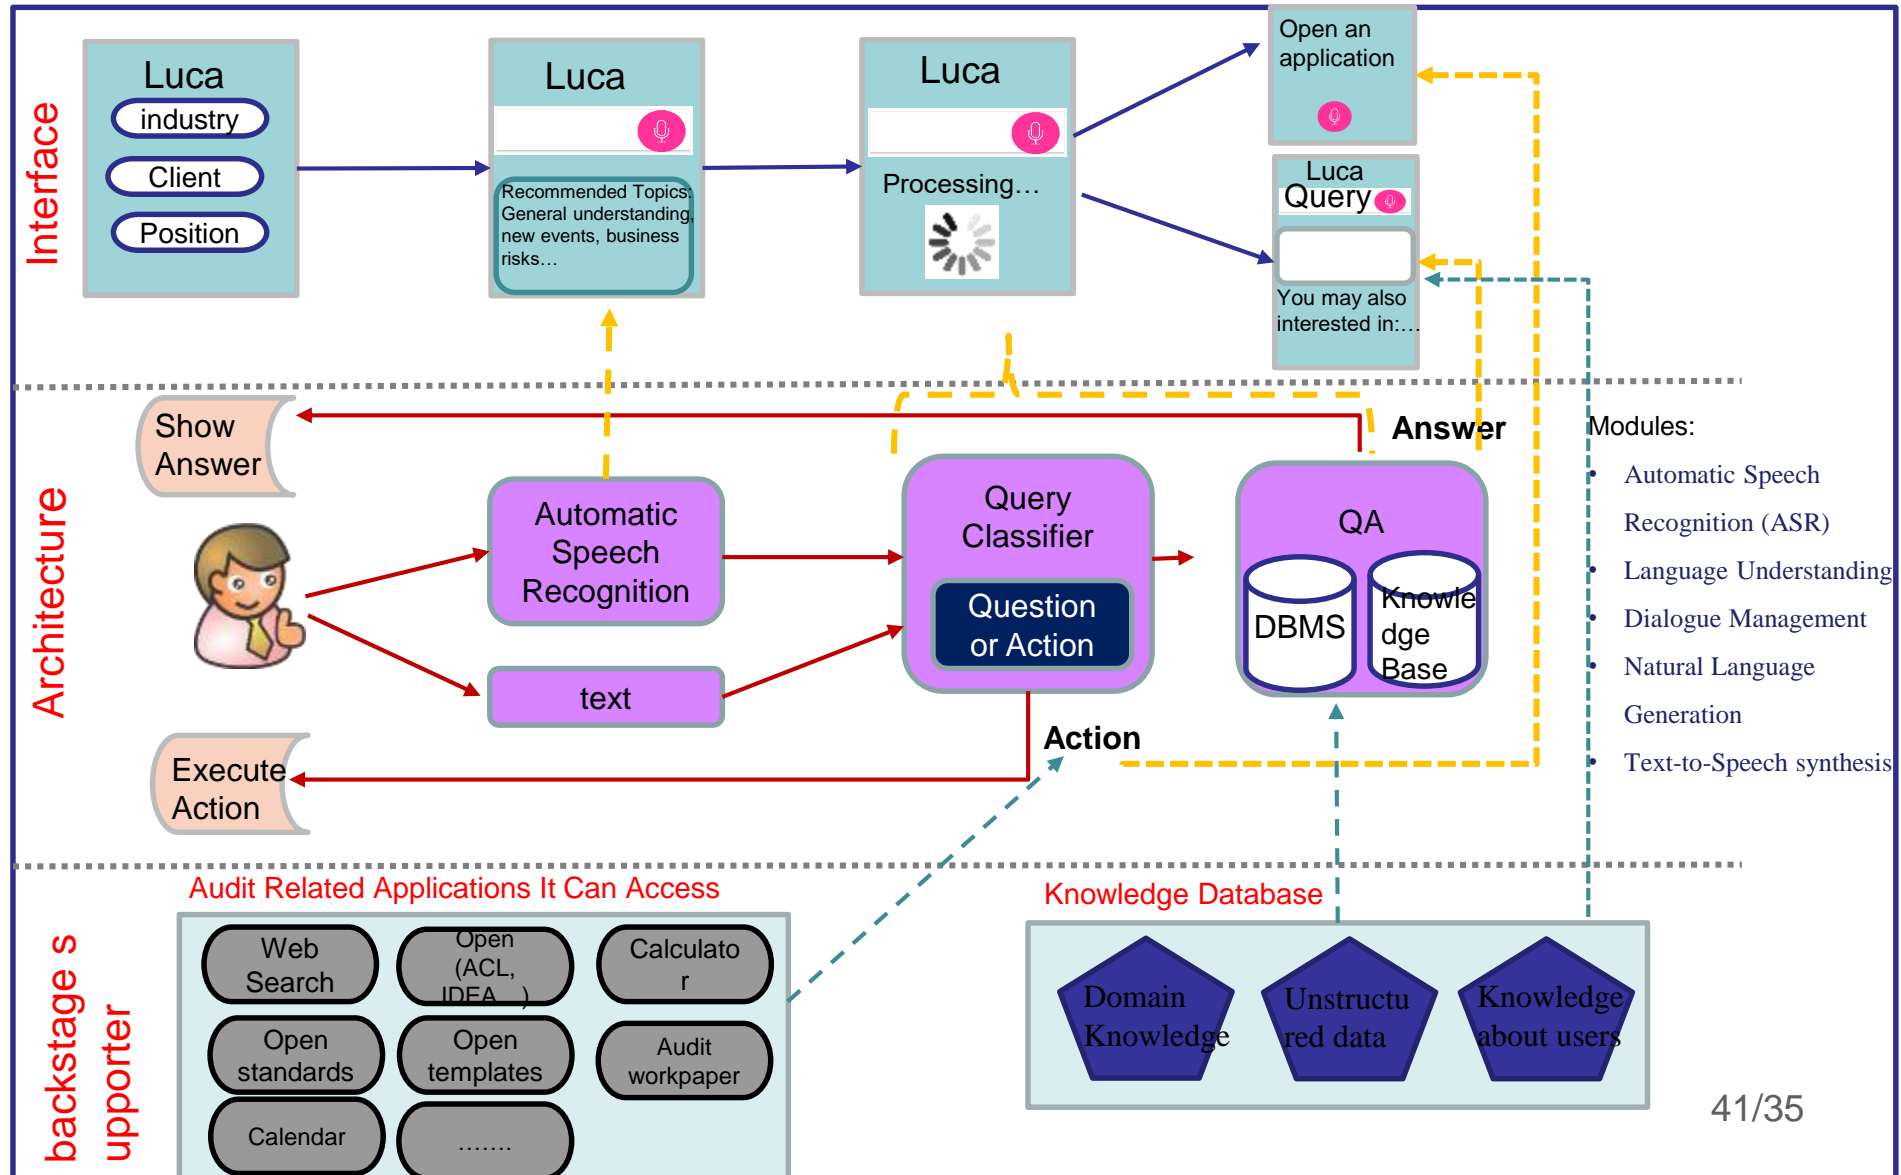 Interface
Luca
industry
Client
Position
Luca
Recommended Topics:
General understanding,
new events, business
risks…
Luca
Processing…
Open an
application
Luca
Query
You may also
interested in:…
Architecture
Show
Answer
Automatic
Speech
Recognition
text
Query
Classifier
Question
or Action
Answer
QA
DBMS
Knowle
dge
Base
Action
Execute
Action
Modules:
• Automatic Speech
Recognition (ASR)
• Language Understanding
• Dialogue Management
• Natural Language
Generation
• Text-to-Speech synthesis
backstage s
upporter
Audit Related Applications It Can Access
Web
Search
Open
(ACL,
IDEA…)
Calculato
r
Open
standards
Open
templates
Audit
workpaper
Calendar
…….
Knowledge Database
Domain
Knowledge
Unstructu
red data
Knowledge
about users
41/35